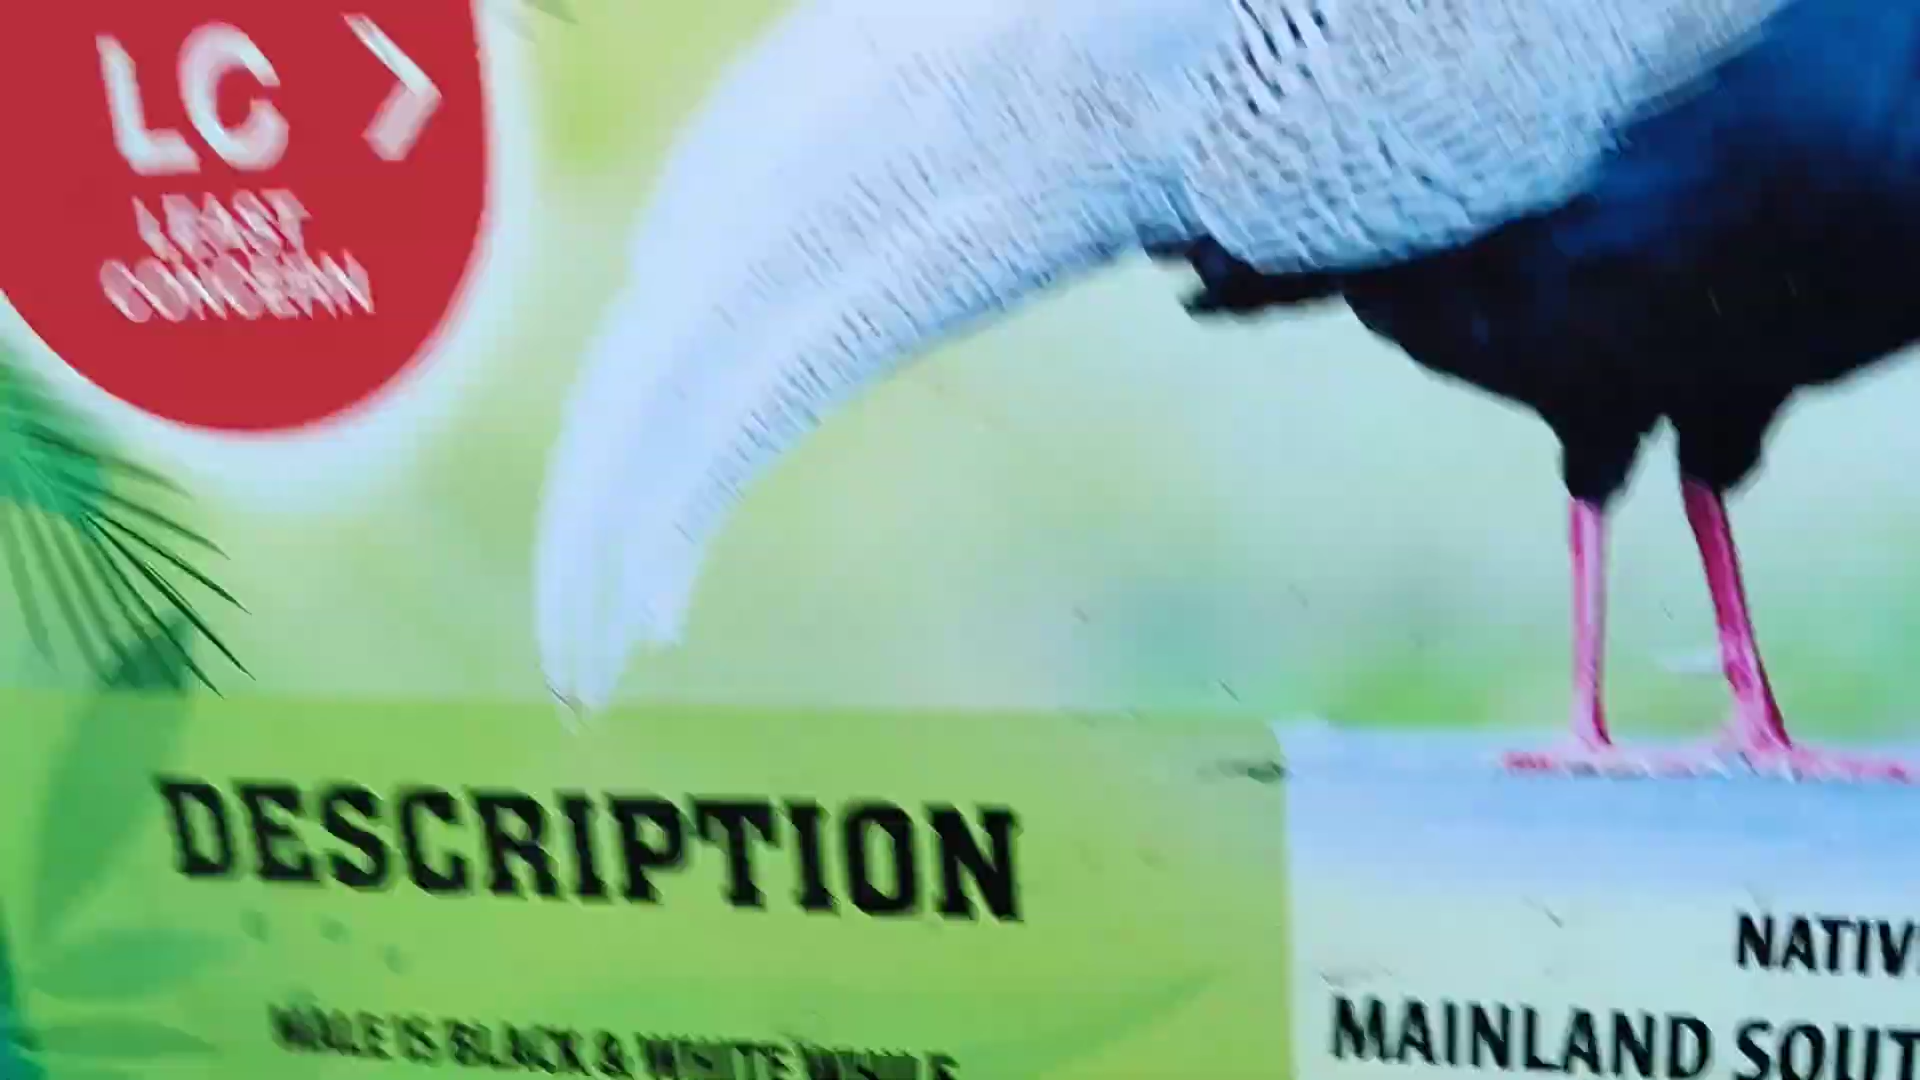 LC
LEAST
CONCERN
DESCRIPTION
MALE IS BLACK & WHITE WHILE
NATIV
MAINLAND SOUT